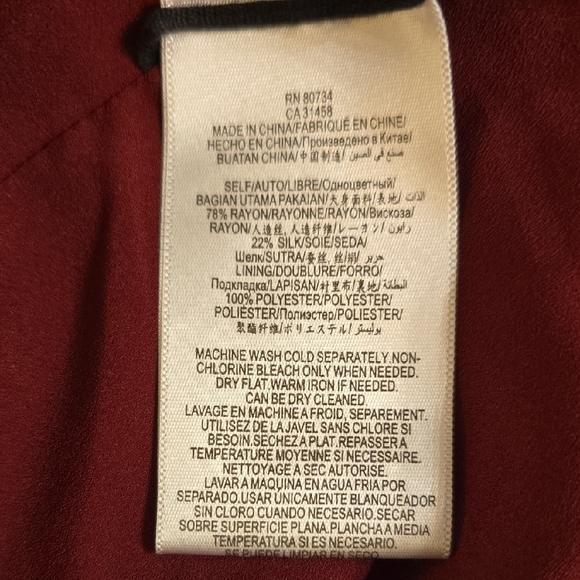 RN 80734
CA 31458
MADE IN CHINA/FABRIQUÉ EN CHINE/
HECHO EN CHINA/Произведено в Китае/
BUATAN CHINA/中国制造/ صنع في الصين
SELF/AUTO/LIBRE/Одноцветный/
BAGIAN UTAMA PAKAIAN/大身面料/表地/ الذات
78% RAYON/RAYONNE/RAYON/Вискоза/
RAYON/人造丝, 人造纤维/レーヨン/ رايون
22% SILK/SOIE/SEDA/
Шелк/SUTRA/蚕丝, 丝/絹/ حرير
LINING/DOUBLURE/FORRO/
Подкладка/LAPISAN/衬里布/裏地/ البطانة
100% POLYESTER/POLYESTER/
POLIÉSTER/Полиэстер/POLYESTER/
聚酯纤维/ポリエステル/ بوليستر
MACHINE WASH COLD SEPARATELY.NON-
CHLORINE BLEACH ONLY WHEN NEEDED.
DRY FLAT.WARM IRON IF NEEDED.
CAN BE DRY CLEANED.
LAVAGE EN MACHINE A FROID, SEPAREMENT.
UTILISEZ DE LA JAVEL SANS CHLORE SI
BESOIN.SECHEZ A PLAT.REPASSER A
TEMPERATURE MOYENNE SI NECESSAIRE.
NETTOYAGE A SEC AUTORISE.
LAVAR A MAQUINA EN AGUA FRIA POR
SEPARADO.USAR ÚNICAMENTE BLANQUEADOR
SIN CLORO CUANDO NECESARIO.SECAR
SOBRE SUPERFICIE PLANA.PLANCHA A MEDIA
TEMPERATURA SI ES NECESARIO.
SE PUEDE LIMPIAR EN SECO